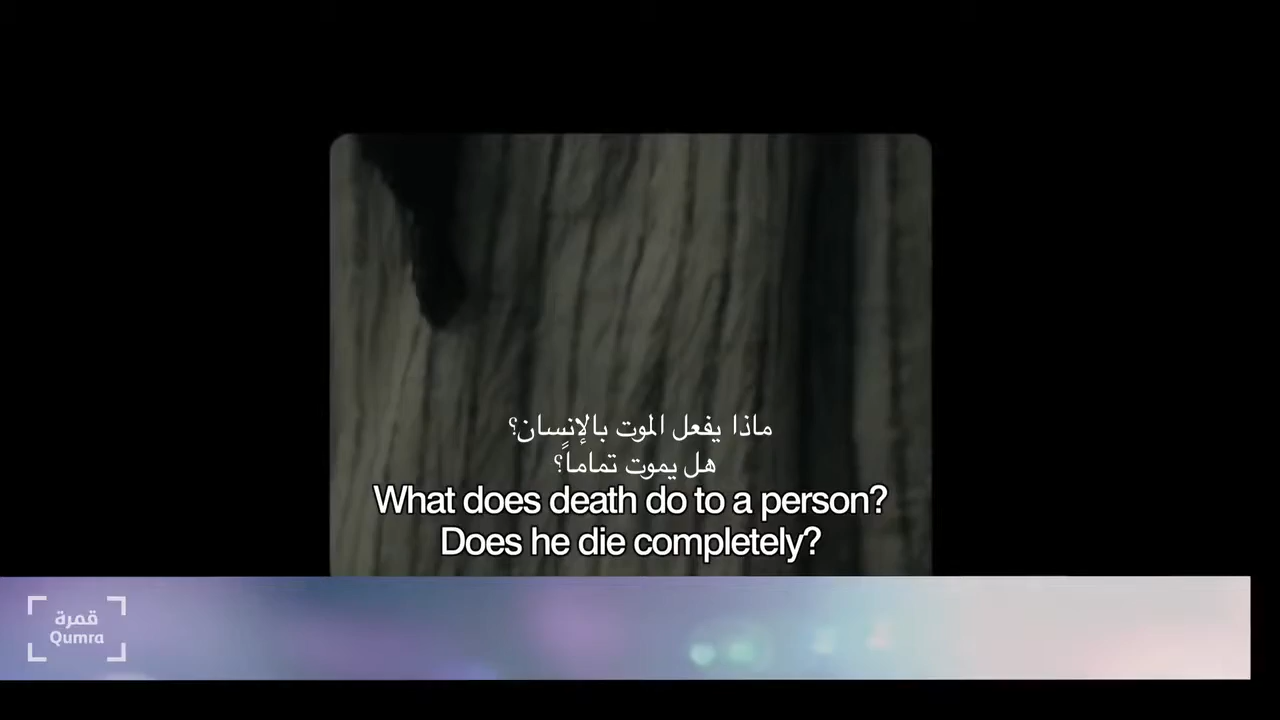 ماذا يفعل الموت بالإنسان؟
هل يموت تماماً؟
What does death do to a person?
Does he die completely?
قمرة
Qumra